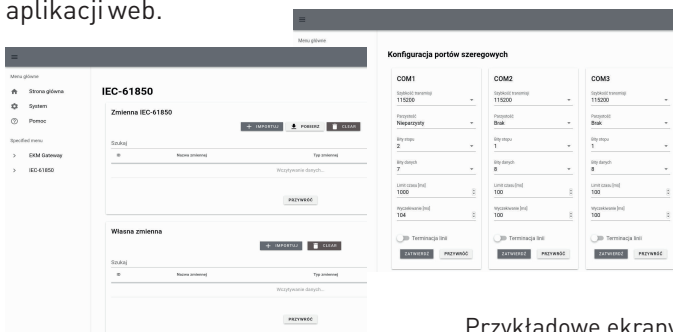 aplikacji web.
Menu główne
Strona główna
System
Pomoc
Specified menu
EKM Gateway
IEC-61850
IEC-61850
Zmienna IEC-61850
IMPORTUJ POBIERZ CLEAR
Szukaj
ID Nazwa zmiennej Typ zmiennej
Wczytywanie danych...
PRZYWRÓĆ
Własna zmienna
IMPORTUJ CLEAR
Szukaj
ID Nazwa zmiennej Typ zmiennej
Wczytywanie danych...
PRZYWRÓĆ
Menu główne
Konfiguracja portów szeregowych
COM1
Szybkość transmisji
115200
Parzystość
Nieparzysty
Bity stopu
2
Bity danych
7
Limit czasu [ms]
1000
Wyczekiwanie [ms]
104
Terminacja linii
ZATWIERDŹ PRZYWRÓĆ
COM2
Szybkość transmisji
115200
Parzystość
Brak
Bity stopu
1
Bity danych
8
Limit czasu [ms]
100
Wyczekiwanie [ms]
100
Terminacja linii
ZATWIERDŹ PRZYWRÓĆ
COM3
Szybkość transmisji
115200
Parzystość
Brak
Bity stopu
1
Bity danych
8
Limit czasu [ms]
100
Wyczekiwanie [ms]
100
Terminacja linii
ZATWIERDŹ PRZYWRÓĆ
Przykładowe ekrany